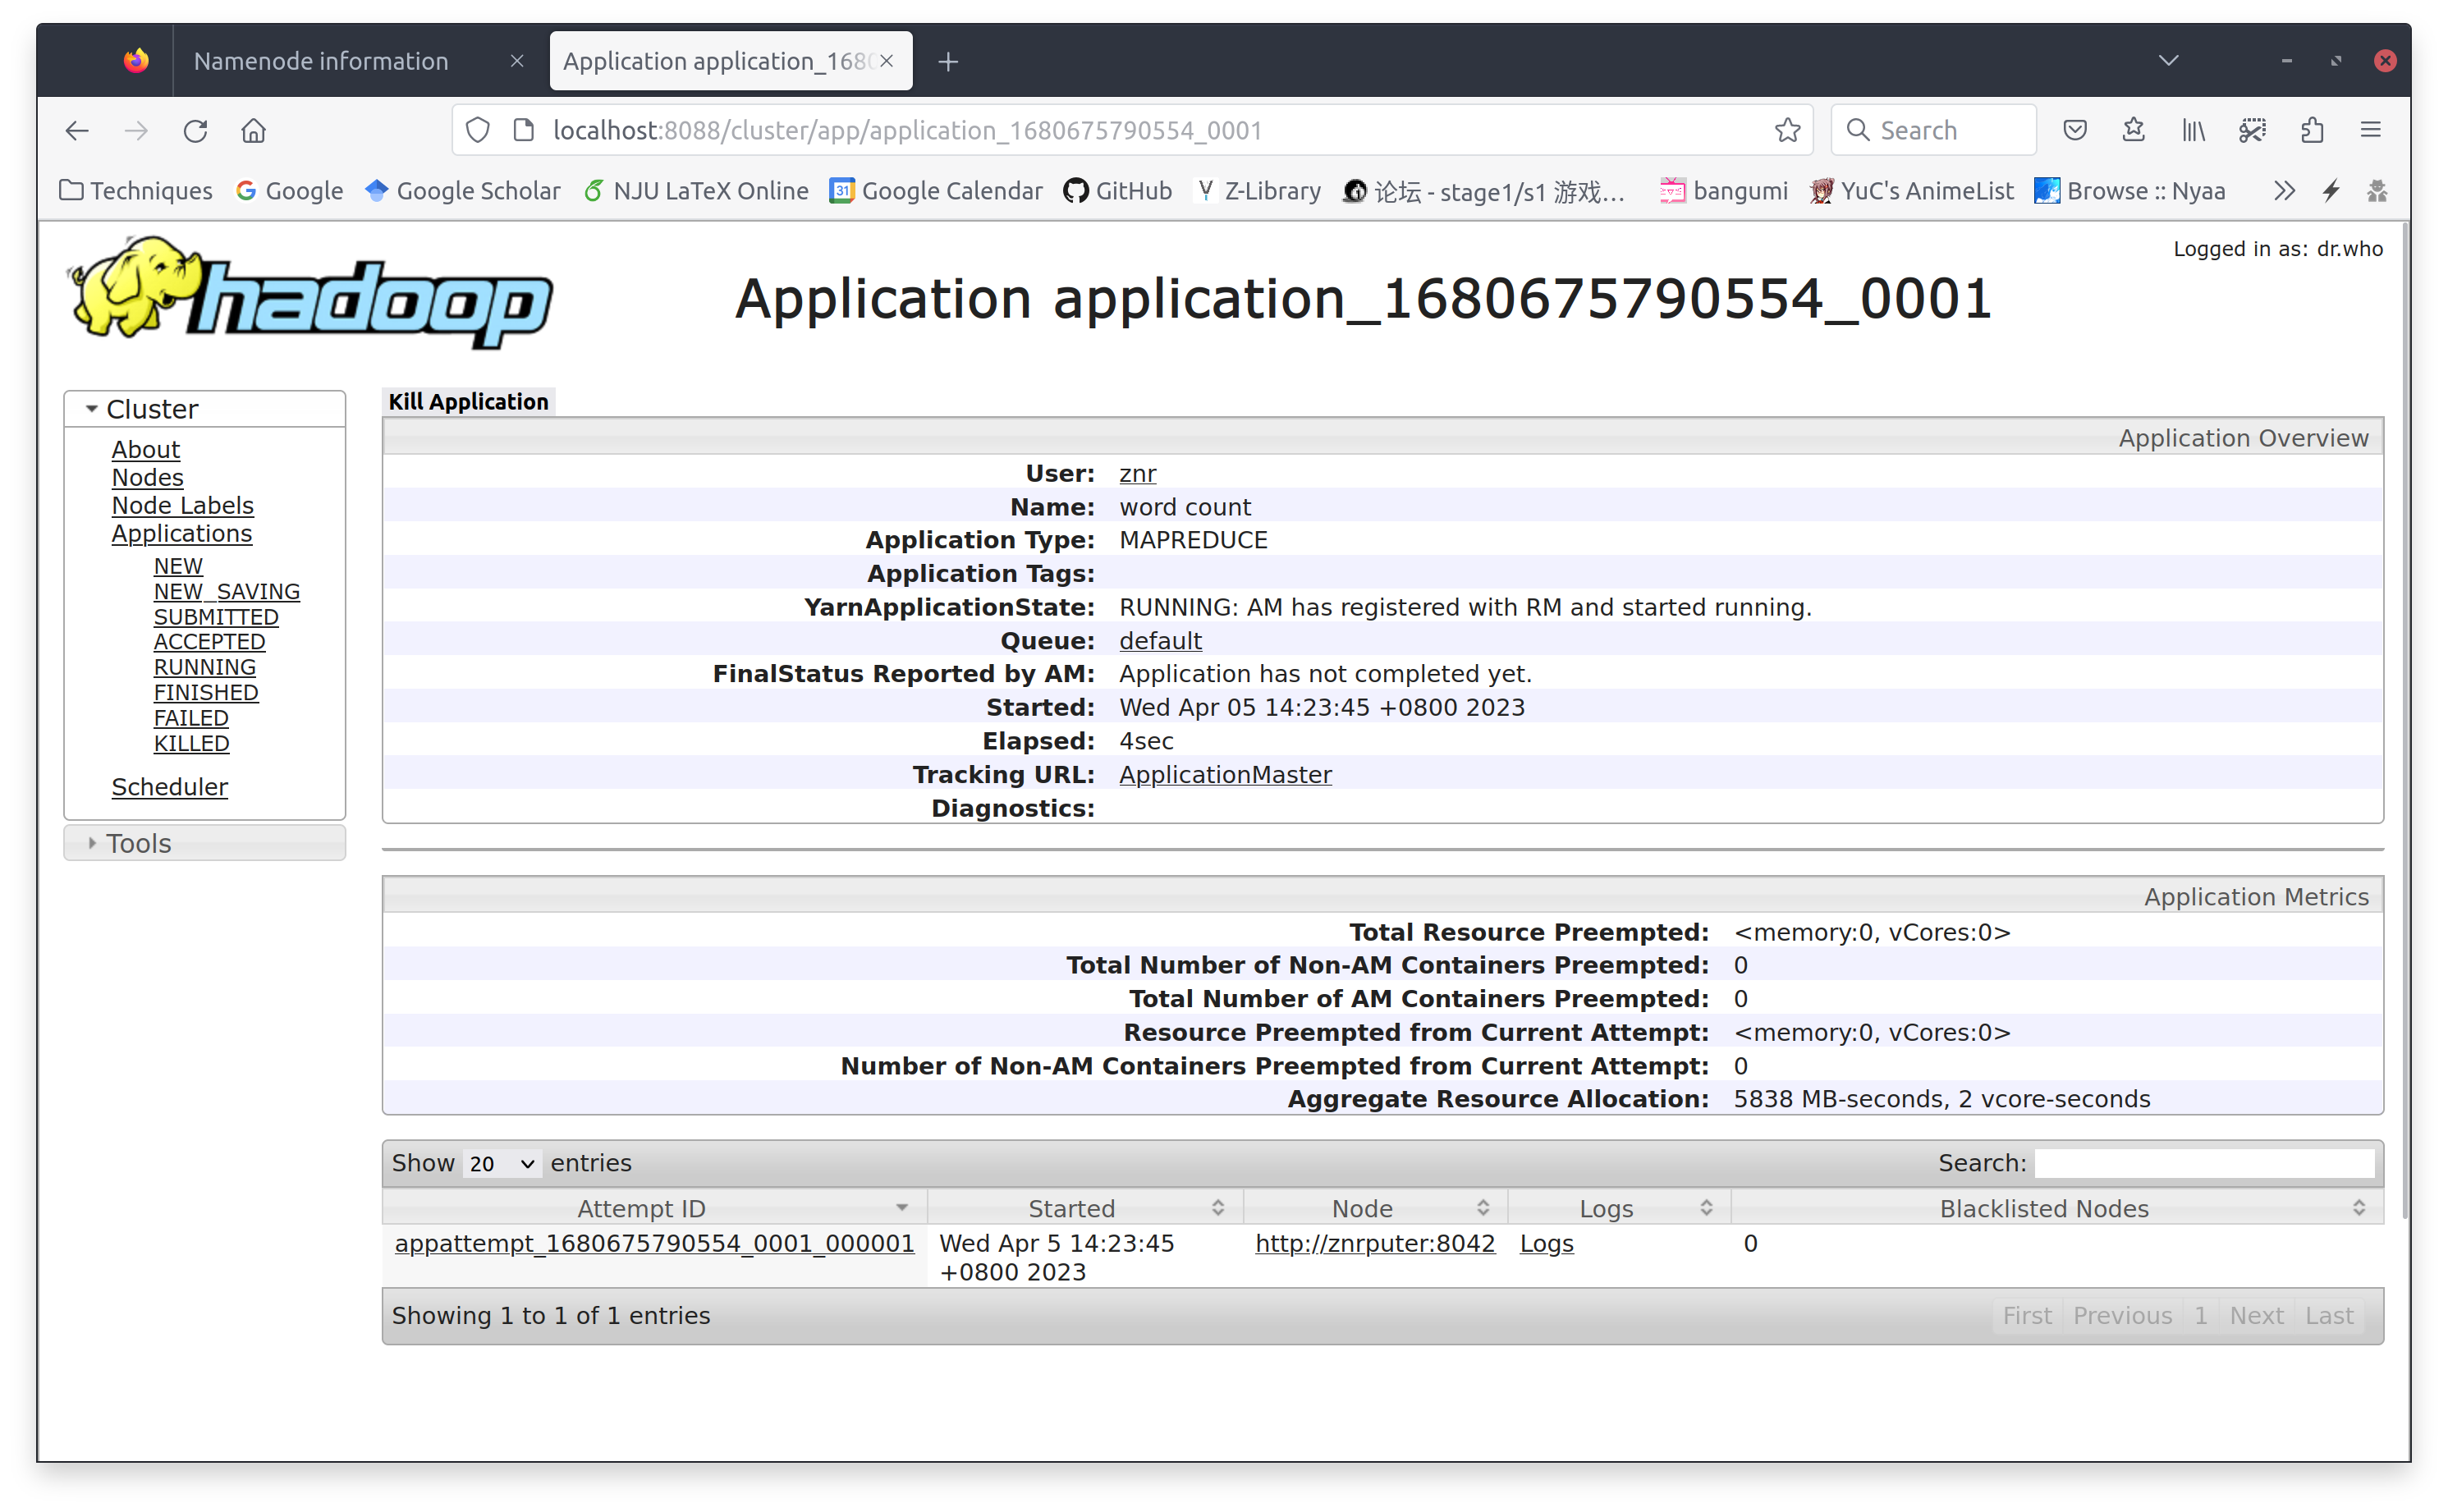 Namenode information
Application application_168
localhost:8088/cluster/app/application_1680675790554_0001
Search
Techniques Google Google Scholar NJU LaTeX Online Google Calendar GitHub Z-Library 论坛 - stage1/s1 游戏… bangumi YuC's AnimeList Browse :: Nyaa
Logged in as: dr.who
hadoop
Application application_1680675790554_0001
Cluster
About
Nodes
Node Labels
Applications
NEW
NEW_SAVING
SUBMITTED
ACCEPTED
RUNNING
FINISHED
FAILED
KILLED
Scheduler
Tools
Kill Application
Application Overview
User: znr
Name: word count
Application Type: MAPREDUCE
Application Tags:
YarnApplicationState: RUNNING: AM has registered with RM and started running.
Queue: default
FinalStatus Reported by AM: Application has not completed yet.
Started: Wed Apr 05 14:23:45 +0800 2023
Elapsed: 4sec
Tracking URL: ApplicationMaster
Diagnostics:
Application Metrics
Total Resource Preempted: <memory:0, vCores:0>
Total Number of Non-AM Containers Preempted: 0
Total Number of AM Containers Preempted: 0
Resource Preempted from Current Attempt: <memory:0, vCores:0>
Number of Non-AM Containers Preempted from Current Attempt: 0
Aggregate Resource Allocation: 5838 MB-seconds, 2 vcore-seconds
Show 20 entries Search:
Attempt ID Started Node Logs Blacklisted Nodes
appattempt_1680675790554_0001_000001 Wed Apr 5 14:23:45 http://znrputer:8042 Logs 0
+0800 2023
Showing 1 to 1 of 1 entries First Previous 1 Next Last